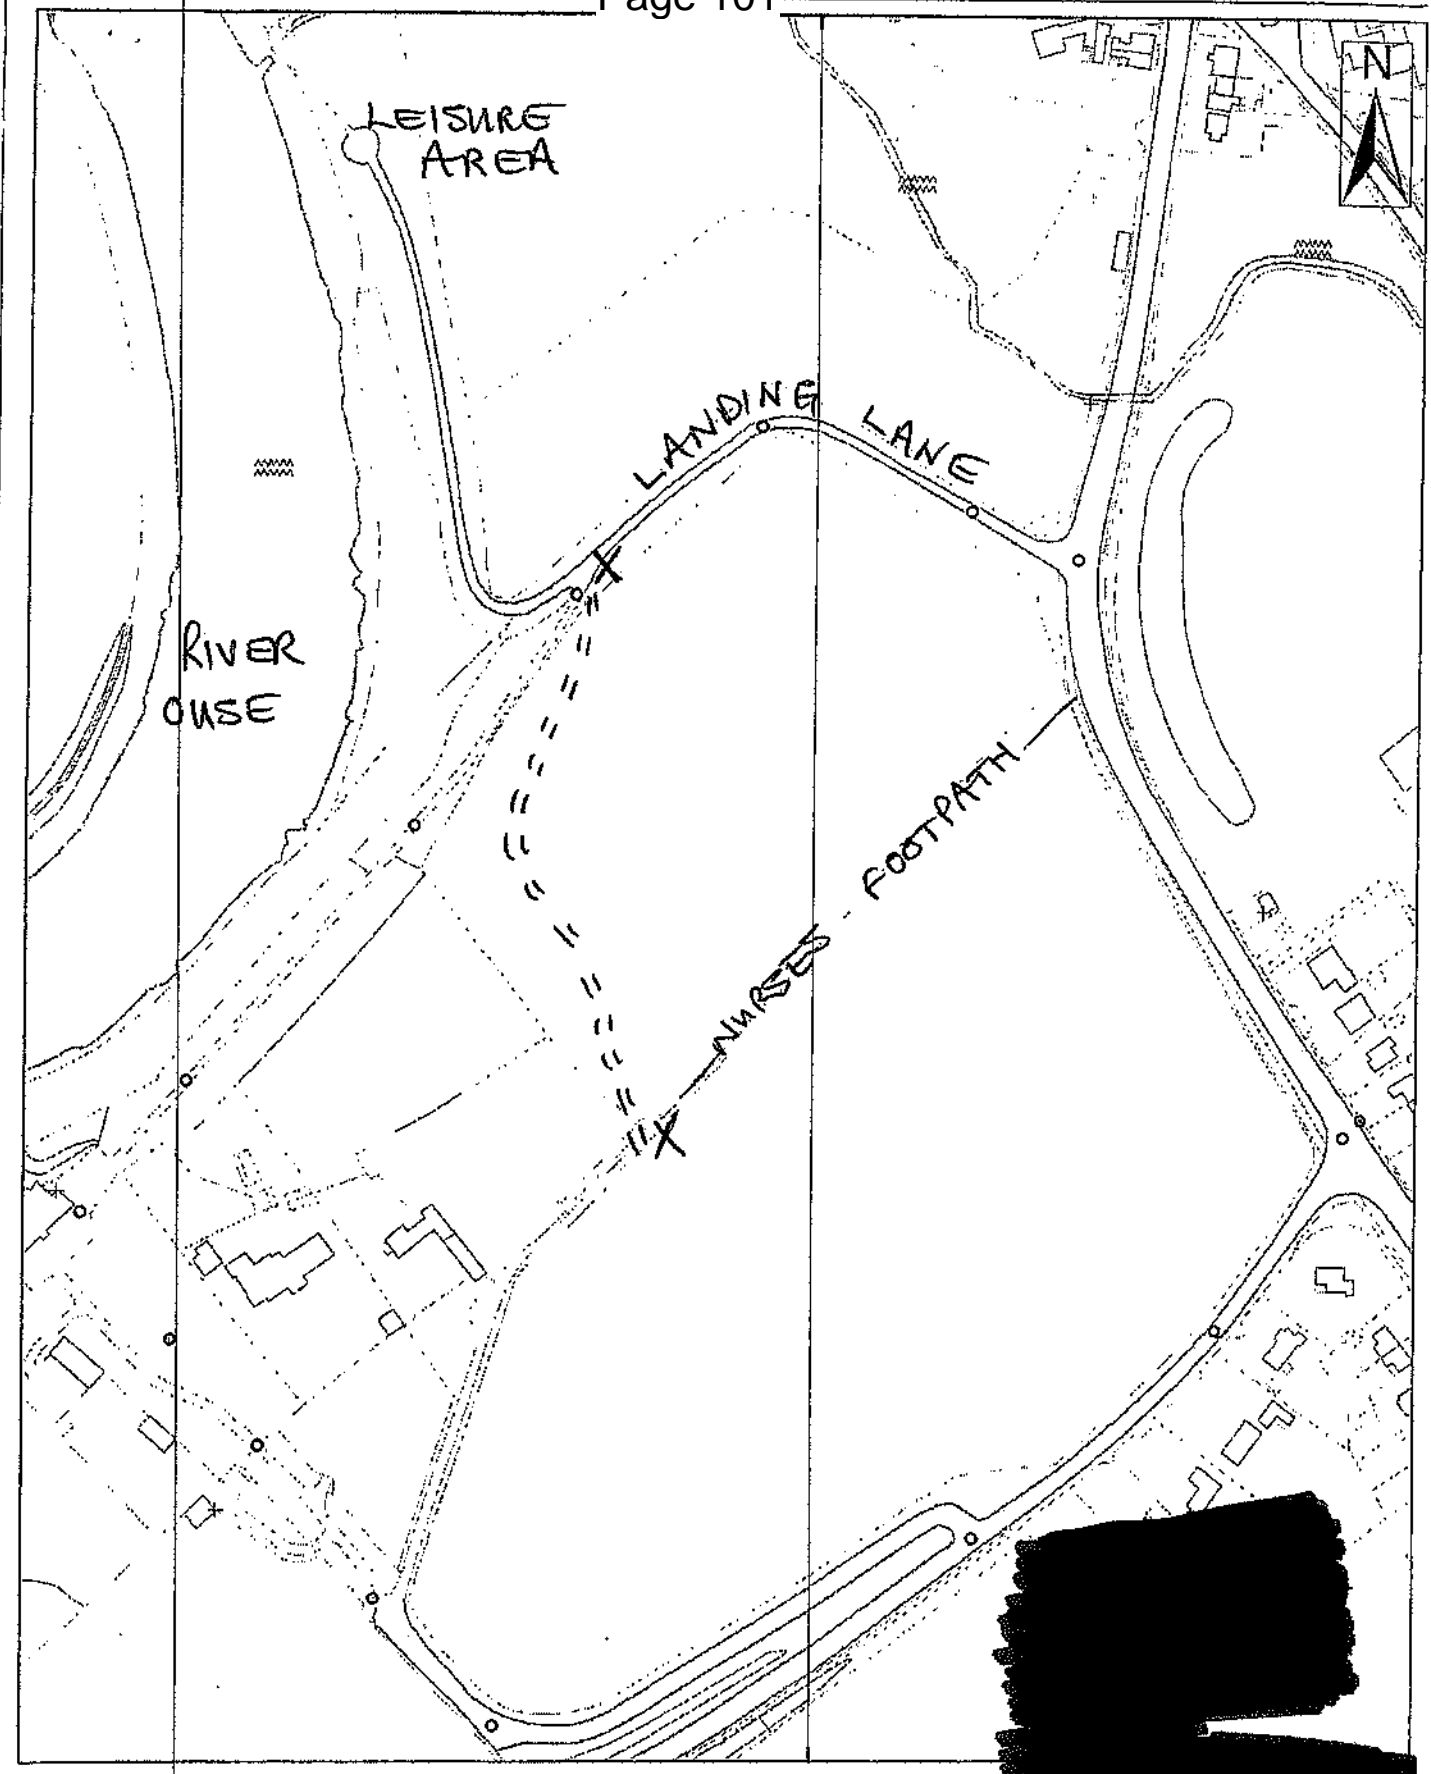 Page 101
N
LEISURE
AREA
LANDING LANE
RIVER
OUSE
NURSES FOOTPATH
X
X